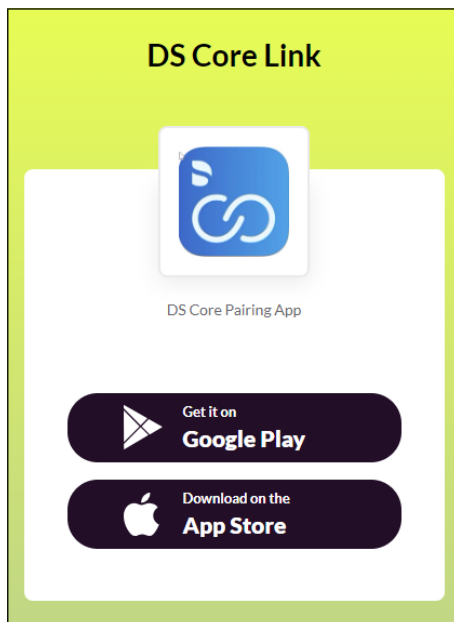 DS Core Link
DS Core Pairing App
Get it on
Google Play
Download on the
App Store